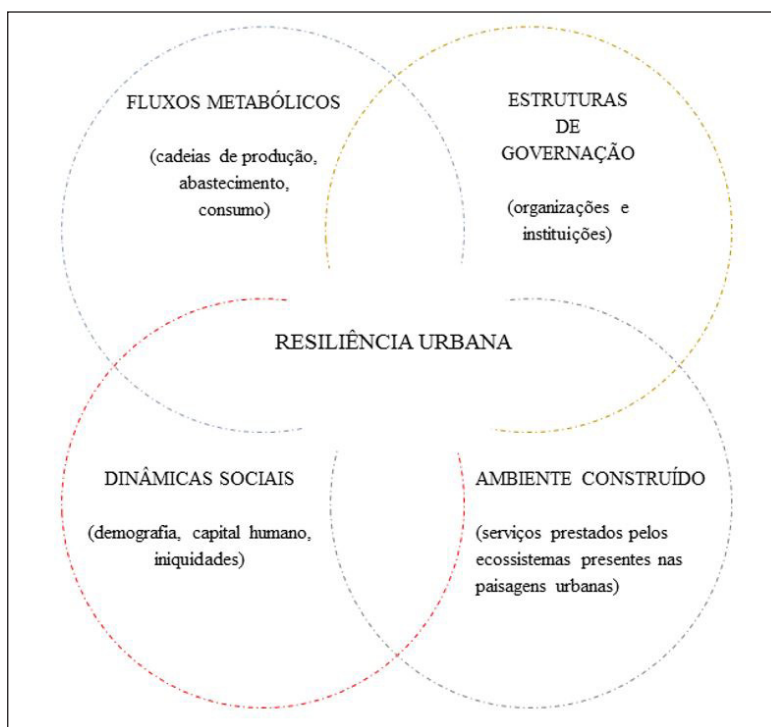 FLUXOS METABÓLICOS
(cadeias de produção,
abastecimento,
consumo)
ESTRUTURAS
DE
GOVERNAÇÃO
(organizações e
instituições)
RESILIÊNCIA URBANA
DINÂMICAS SOCIAIS
(demografia, capital humano,
iniquidades)
AMBIENTE CONSTRUÍDO
(serviços prestados pelos
ecossistemas presentes nas
paisagens urbanas)